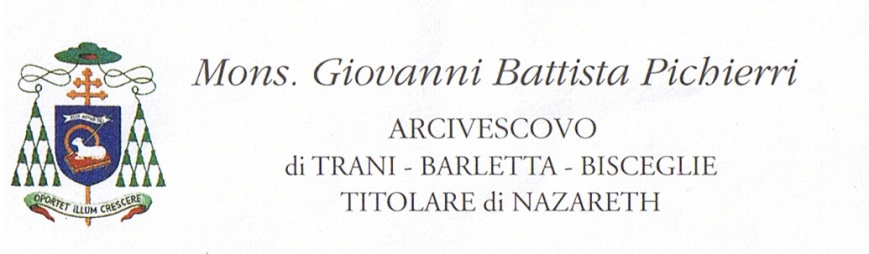 Mons. Giovanni Battista Pichierri
ARCIVESCOVO
di TRANI - BARLETTA - BISCEGLIE
TITOLARE di NAZARETH
OPORTET ILLUM CRESCERE